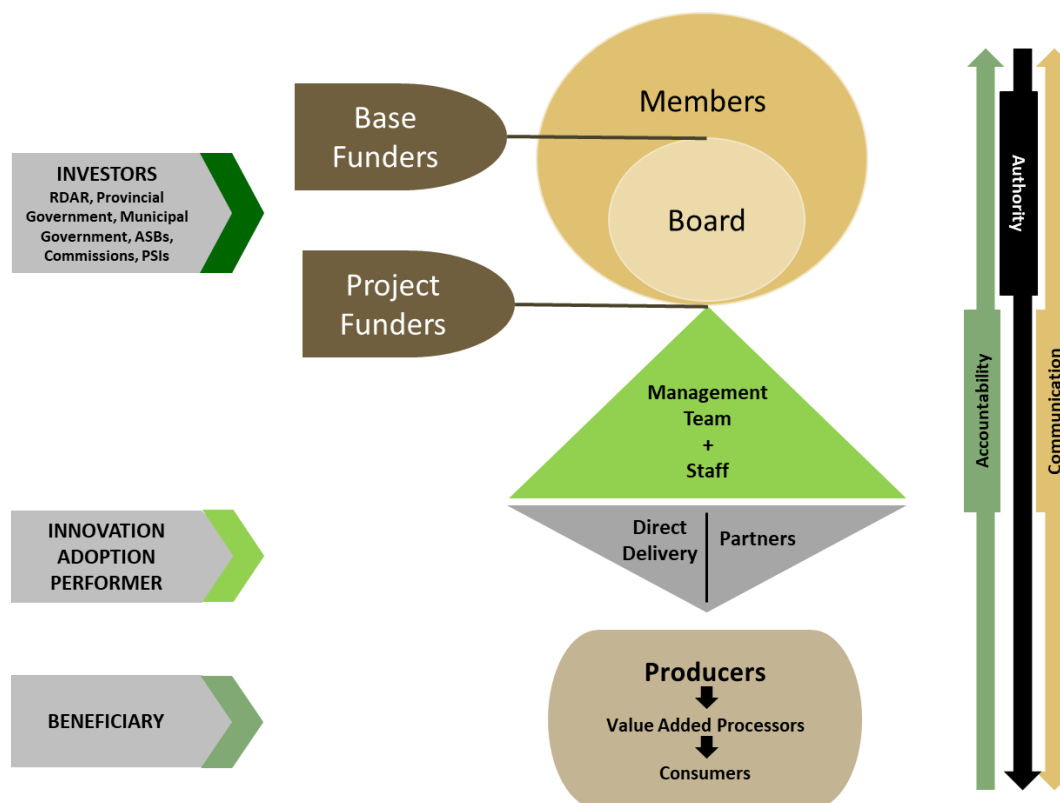 Members
Base
Funders
Board
INVESTORS
RDAR, Provincial
Government, Municipal
Government, ASBs,
Commissions, PSIs
Project
Funders
Management
Team
+
Staff
INNOVATION
ADOPTION
PERFORMER
Direct
Delivery
Partners
BENEFICIARY
Producers
Value Added Processors
Consumers
Accountability
Authority
Communication